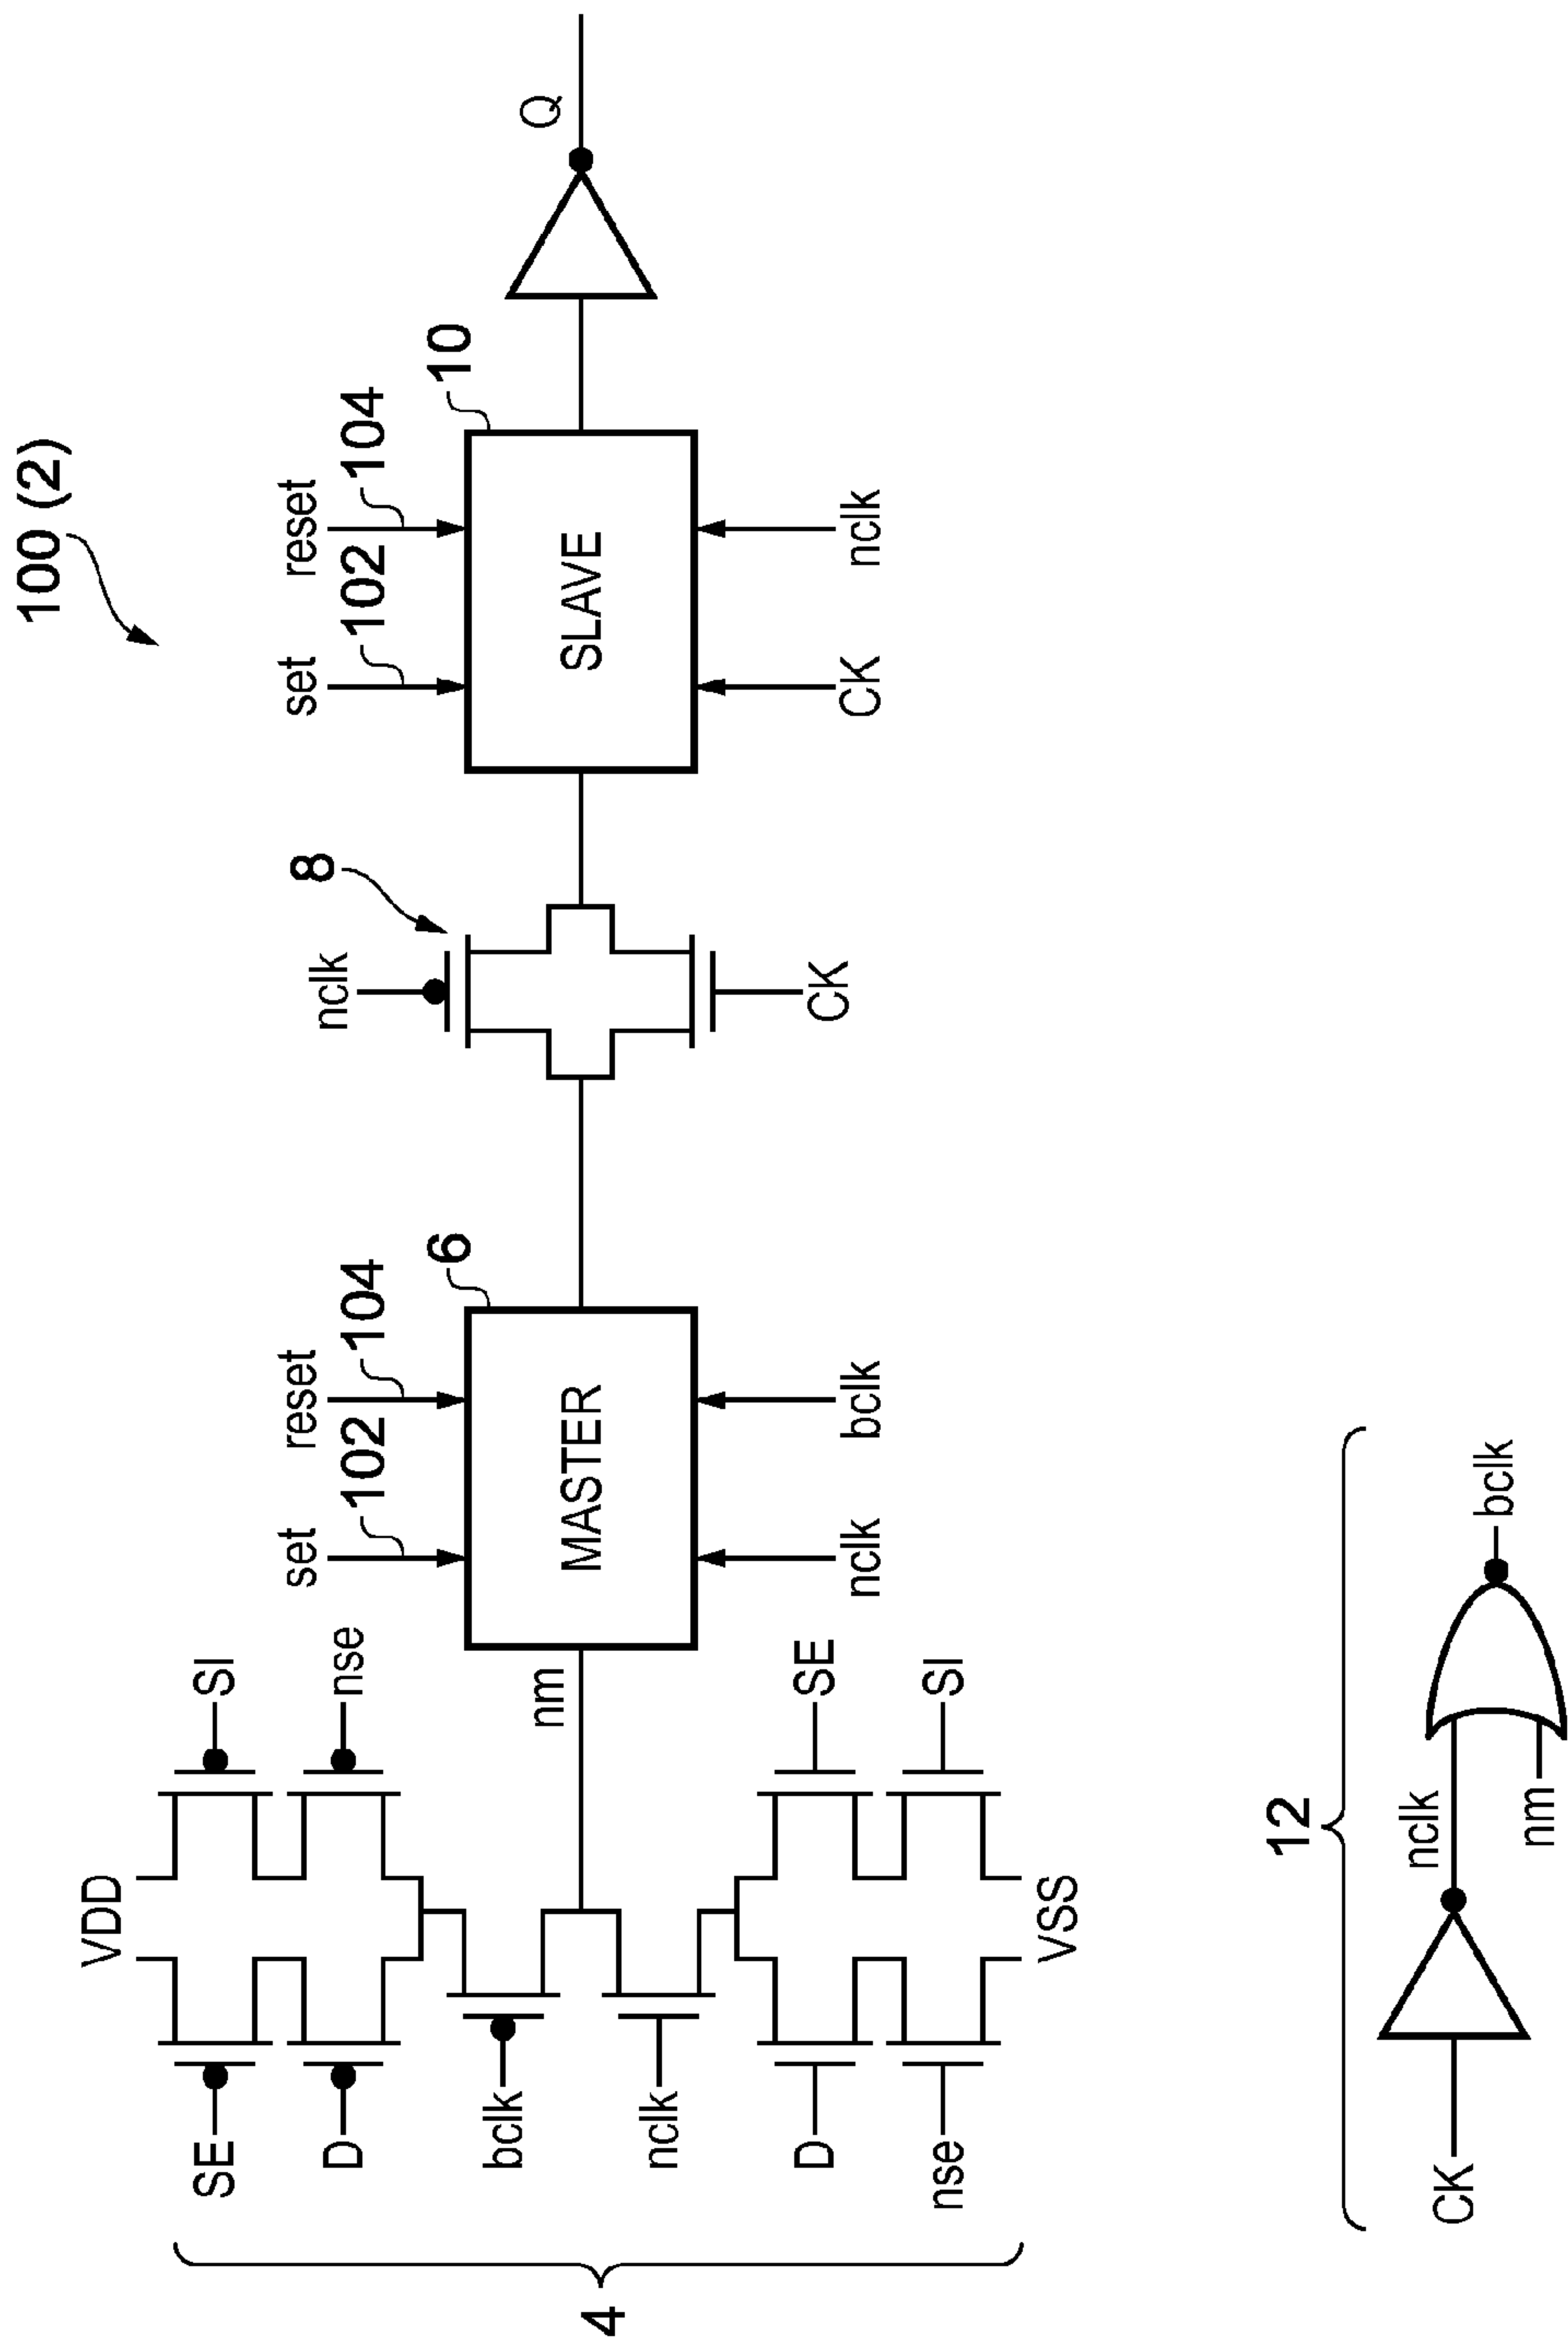 100 (2)
VDD
SE
SI
D
nse
bclk
nclk
D
SE
nse
SI
VSS
4
nm
set
102
reset
104
6
MASTER
nclk
bclk
nclk
8
CK
set
102
reset
104
10
SLAVE
CK
nclk
Q
12
CK
nclk
nm
bclk